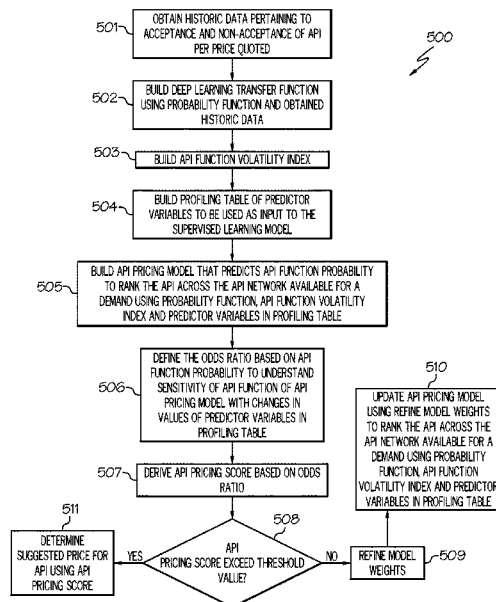 500
501
OBTAIN HISTORIC DATA PERTAINING TO
ACCEPTANCE AND NON-ACCEPTANCE OF API
PER PRICE QUOTED
502
BUILD DEEP LEARNING TRANSFER FUNCTION
USING PROBABILITY FUNCTION AND OBTAINED
HISTORIC DATA
503
BUILD API FUNCTION VOLATILITY INDEX
504
BUILD PROFILING TABLE OF PREDICTOR
VARIABLES TO BE USED AS INPUT TO THE
SUPERVISED LEARNING MODEL
505
BUILD API PRICING MODEL THAT PREDICTS API FUNCTION PROBABILITY
TO RANK THE API ACROSS THE API NETWORK AVAILABLE FOR A
DEMAND USING PROBABILITY FUNCTION, API FUNCTION VOLATILITY
INDEX AND PREDICTOR VARIABLES IN PROFILING TABLE
506
DEFINE THE ODDS RATIO BASED ON API
FUNCTION PROBABILITY TO UNDERSTAND
SENSITIVITY OF API FUNCTION OF API
PRICING MODEL WITH CHANGES IN
VALUES OF PREDICTOR VARIABLES IN
PROFILING TABLE
507
DERIVE API PRICING SCORE BASED ON ODDS
RATIO
508
API
PRICING SCORE EXCEED THRESHOLD
VALUE?
YES
NO
511
DETERMINE
SUGGESTED PRICE FOR
API USING API
PRICING SCORE
REFINE MODEL
WEIGHTS
509
510
UPDATE API PRICING MODEL
USING REFINE MODEL WEIGHTS
TO RANK THE API ACROSS THE
API NETWORK AVAILABLE FOR A
DEMAND USING PROBABILITY
FUNCTION, API FUNCTION
VOLATILITY INDEX AND PREDICTOR
VARIABLES IN PROFILING TABLE